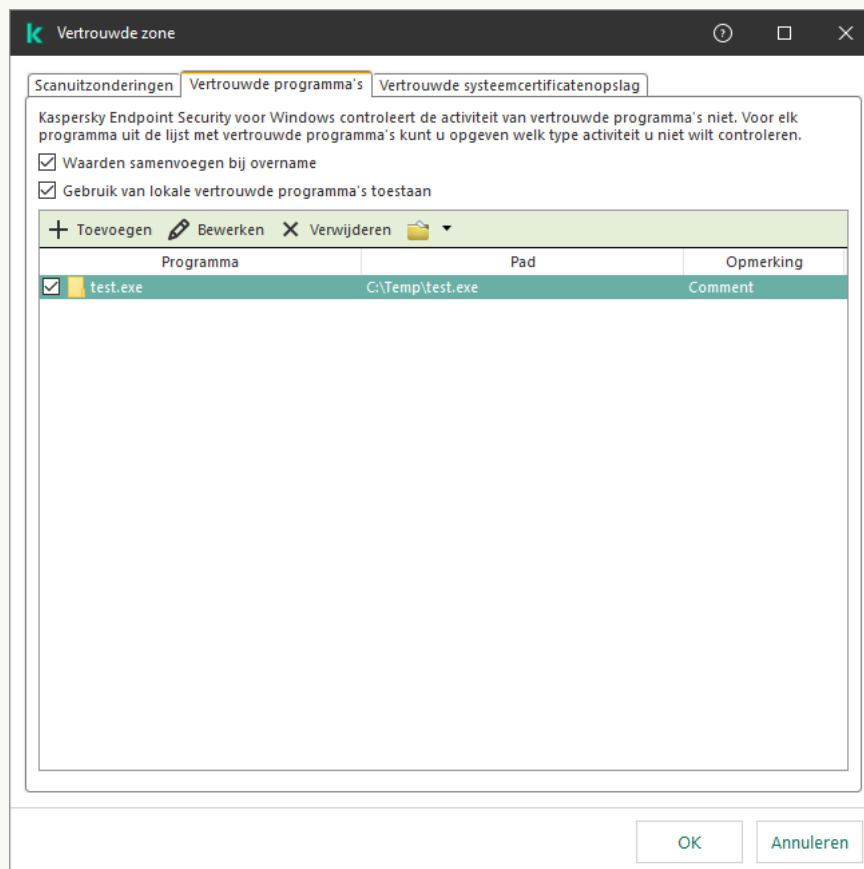 Vertrouwde zone
Scanuitzonderingen Vertrouwde programma's Vertrouwde systeemcertificatenopslag
Kaspersky Endpoint Security voor Windows controleert de activiteit van vertrouwde programma's niet. Voor elk
programma uit de lijst met vertrouwde programma's kunt u opgeven welk type activiteit u niet wilt controleren.
Waarden samenvoegen bij overname
Gebruik van lokale vertrouwde programma's toestaan
Toevoegen Bewerken Verwijderen
Programma Pad Opmerking
test.exe C:\Temp\test.exe Comment
OK Annuleren